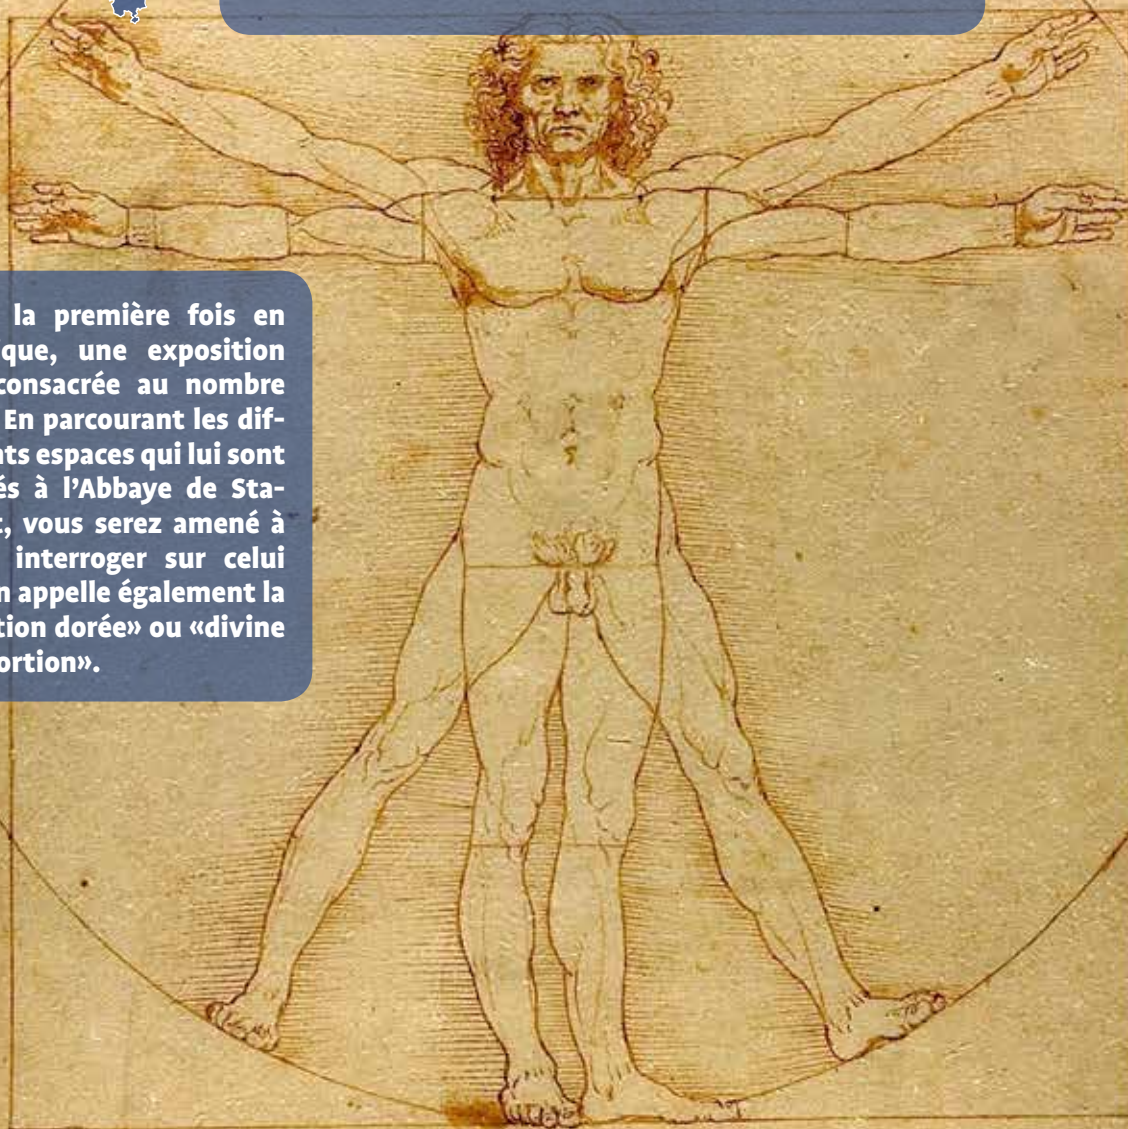 la première fois en
que, une exposition
consacrée au nombre
En parcourant les dif-
nts espaces qui lui sont
és à l’Abbaye de Sta-
t, vous serez amené à
interroger sur celui
n appelle également la
tion dorée» ou «divine
ortion».